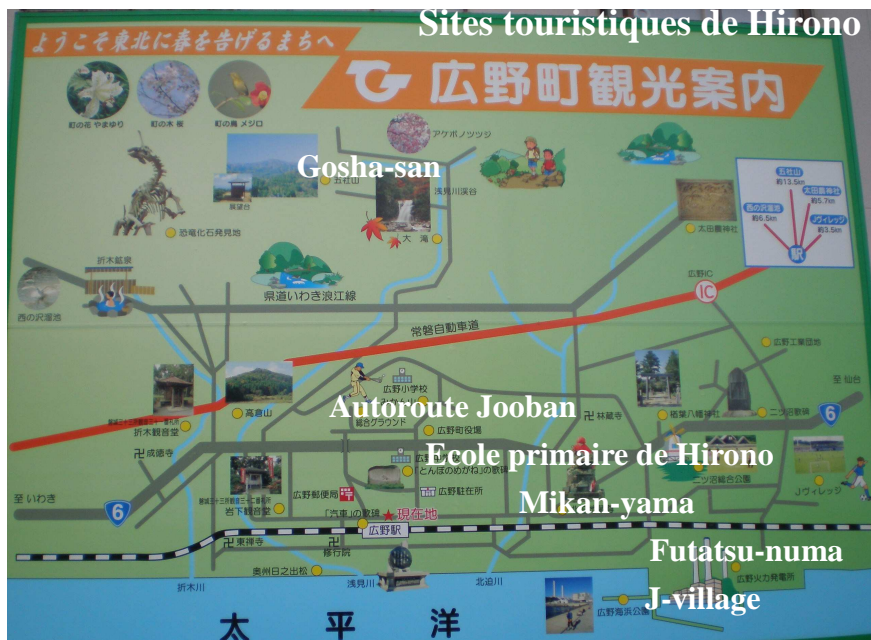 Sites touristiques de Hirono
ようこそ東北に春を告げるまちへ
広野町観光案内
町の花 やまゆり
町の木 桜
町の鳥 メジロ
アケボノツツジ
Gosha-san
五社山
浅見川渓谷
展望台
大滝
恐竜化石発見地
太田麓神社
五社山
約13.5km
太田麓神社
約5.7km
西の沢溜池
約6.5km
Jヴィレッジ
約3.5km
駅
折木鉱泉
西の沢溜池
県道いわき浪江線
広野IC
IC
常磐自動車道
広野工業団地
至 仙台
広野小学校
みかん山
高倉山
総合グラウンド
Autoroute Jooban
林蔵寺
楢葉八幡神社
二ツ沼歌碑
6
折木観音堂
広野町役場
成徳寺
Ecole primaire de Hirono
「とんぼのめがね」の歌碑
二ツ沼総合公園
Jヴィレッジ
至 いわき
6
岩下観音堂
広野郵便局
広野駐在所
Mikan-yama
「汽車」の歌碑
現在地
広野駅
東禅寺
修行院
Futatsu-numa
奥州日之出松
折木川
浅見川
北迫川
広野火力発電所
広野海浜公園
J-village
太平洋